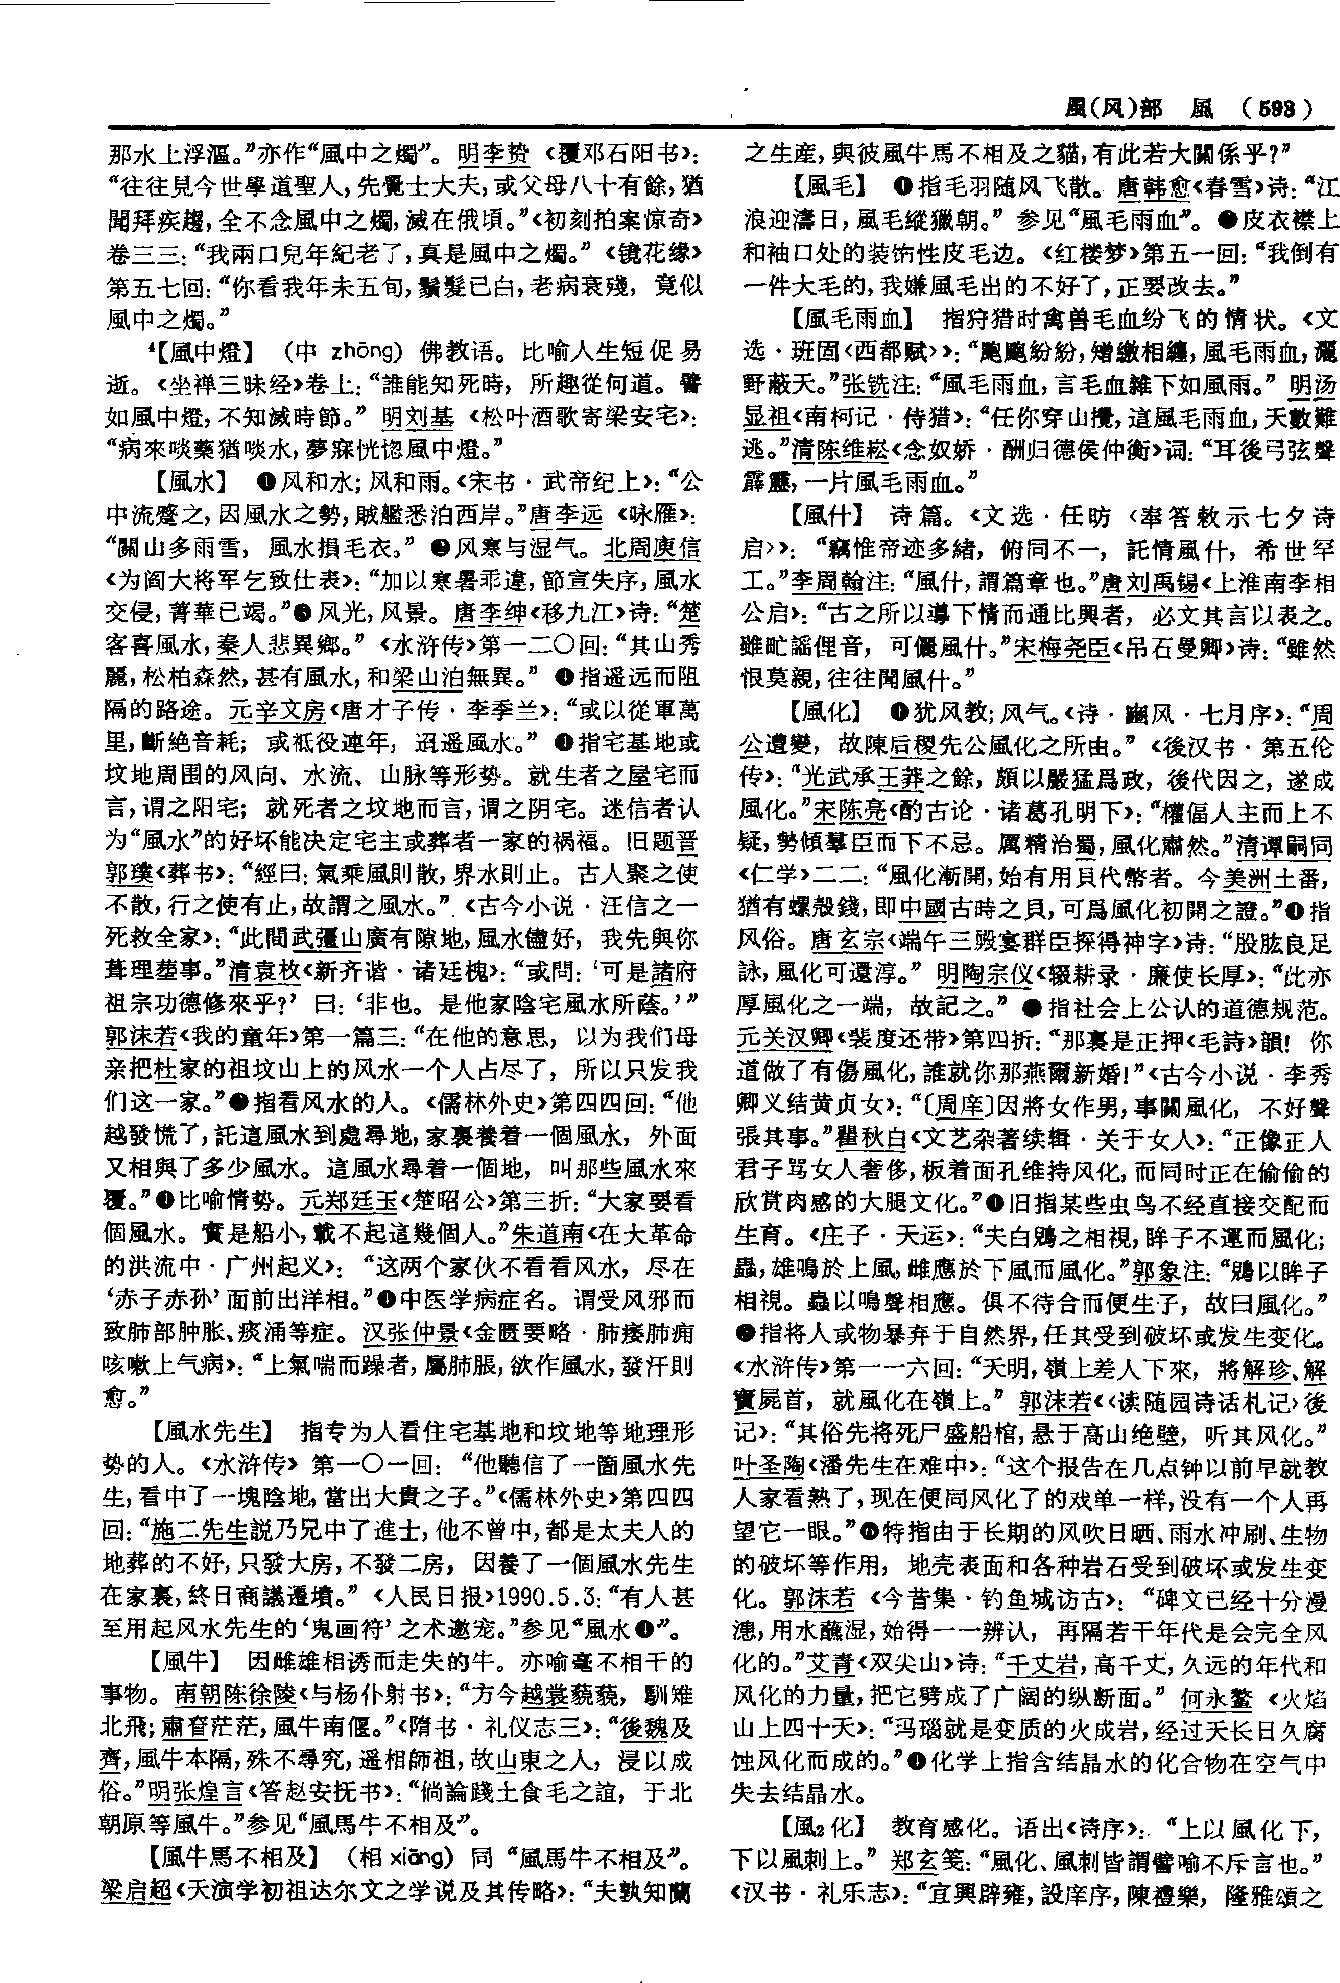 風(风)部　風　(593)
那水上浮漚。”亦作“風中之燭”。明李贽《覆邓石阳书》：
“往往見今世學道聖人，先覺士大夫，或父母八十有餘，猶
聞拜疾趨，全不念風中之燭，滅在俄頃。”《初刻拍案惊奇》
卷三三：“我兩口兒年紀老了，真是風中之燭。”《镜花缘》
第五七回：“你看我年未五旬，鬚髮已白，老病衰殘，竟似
風中之燭。”
【風中燈】　（中 zhōng）佛教语。比喻人生短促易
逝。《坐禅三昧经》卷上：“誰能知死時，所趣從何道。譬
如風中燈，不知滅時節。”明刘基《松叶酒歌寄梁安宅》：
“病來啖藥猶啖水，夢寐恍惚風中燈。”
【風水】　❶风和水；风和雨。《宋书·武帝纪上》：“公
中流蹙之，因風水之勢，賊艦悉泊西岸。”唐李远《咏雁》：
“關山多雨雪，風水損毛衣。”❷风寒与湿气。北周庾信
《为阎大将军乞致仕表》：“加以寒暑乖違，節宣失序，風水
交侵，菁華已竭。”❸风光，风景。唐李绅《移九江》诗：“楚
客喜風水，秦人悲異鄉。”《水浒传》第一二〇回：“其山秀
麗，松柏森然，甚有風水，和梁山泊無異。”❹指遥远而阻
隔的路途。元辛文房《唐才子传·李季兰》：“或以從軍萬
里，斷絶音耗；或祗役連年，迢遥風水。”❺指宅基地或
坟地周围的风向、水流、山脉等形势。就生者之屋宅而
言，谓之阳宅；就死者之坟地而言，谓之阴宅。迷信者认
为“風水”的好坏能决定宅主或葬者一家的祸福。旧题晋
郭璞《葬书》：“經曰：氣乘風則散，界水則止。古人聚之使
不散，行之使有止，故謂之風水。”《古今小说·汪信之一
死救全家》：“此間武彊山廣有隙地，風水儘好，我先與你
葺理塟事。”清袁枚《新齐谐·诸廷槐》：“或問：‘可是諸府
祖宗功德修來乎？’曰：‘非也。是他家陰宅風水所蔭。’”
郭沫若《我的童年》第一篇三：“在他的意思，以为我们母
亲把杜家的祖坟山上的风水一个人占尽了，所以只发我
们这一家。”❻指看风水的人。《儒林外史》第四四回：“他
越發慌了，託這風水到處尋地，家裏養着一個風水，外面
又相與了多少風水。這風水尋着一個地，叫那些風水來
覆。”❼比喻情势。元郑廷玉《楚昭公》第三折：“大家要看
個風水。實是船小，載不起這幾個人。”朱道南《在大革命
的洪流中·广州起义》：“这两个家伙不看看风水，尽在
‘赤子赤孙’面前出洋相。”❽中医学病症名。谓受风邪而
致肺部肿胀、痰涌等症。汉张仲景《金匮要略·肺痿肺痈
咳嗽上气病》：“上氣喘而躁者，屬肺脹，欲作風水，發汗則
愈。”
【風水先生】　指专为人看住宅基地和坟地等地理形
势的人。《水浒传》第一〇一回：“他聽信了一箇風水先
生，看中了一塊陰地，當出大貴之子。”《儒林外史》第四四
回：“施二先生說乃兄中了進士，他不曾中，都是太夫人的
地葬的不好，只發大房，不發二房，因養了一個風水先生
在家裏，終日商議遷墳。”《人民日报》1990.5.3：“有人甚
至用起风水先生的‘鬼画符’之术邀宠。”参见“風水❺”。
【風牛】　因雌雄相诱而走失的牛。亦喻毫不相干的
事物。南朝陈徐陵《与杨仆射书》：“方今越裳藐藐，馴雉
北飛；肅眘茫茫，風牛南偃。”《隋书·礼仪志三》：“後魏及
齊，風牛本隔，殊不尋究，遥相師祖，故山東之人，浸以成
俗。”明张煌言《答赵安抚书》：“倘論踐土食毛之誼，于北
朝原等風牛。”参见“風馬牛不相及”。
【風牛馬不相及】　（相 xiāng）同“風馬牛不相及”。
梁启超《天演学初祖达尔文之学说及其传略》：“夫孰知蘭
之生産，與彼風牛馬不相及之貓，有此若大關係乎？”
【風毛】　❶指毛羽随风飞散。唐韩愈《春雪》诗：“江
浪迎濤日，風毛縱獵朝。”参见“風毛雨血”。❷皮衣襟上
和袖口处的装饰性皮毛边。《红楼梦》第五一回：“我倒有
一件大毛的，我嫌風毛出的不好了，正要改去。”
【風毛雨血】　指狩猎时禽兽毛血纷飞的情状。《文
选·班固〈西都赋〉》：“飑飑紛紛，矰繳相纏，風毛雨血，灑
野蔽天。”张铣注：“風毛雨血，言毛血雜下如風雨。”明汤
显祖《南柯记·侍猎》：“任你穿山攪，這風毛雨血，天數難
逃。”清陈维崧《念奴娇·酬归德侯仲衡》词：“耳後弓弦聲
霹靂，一片風毛雨血。”
【風什】　诗篇。《文选·任昉〈奉答敕示七夕诗
启〉》：“竊惟帝迹多緒，俯同不一，託情風什，希世罕
工。”李周翰注：“風什，謂篇章也。”唐刘禹锡《上淮南李相
公启》：“古之所以導下情而通比興者，必文其言以表之。
雖甿謡俚音，可儷風什。”宋梅尧臣《吊石曼卿》诗：“雖然
恨莫親，往往聞風什。”
【風化】　❶犹风教；风气。《诗·豳风·七月序》：“周
公遭變，故陳后稷先公風化之所由。”《後汉书·第五伦
传》：“光武承王莽之餘，頗以嚴猛爲政，後代因之，遂成
風化。”宋陈亮《酌古论·诸葛孔明下》：“權偪人主而上不
疑，勢傾羣臣而下不忌。厲精治蜀，風化肅然。”清谭嗣同
《仁学》二二：“風化漸開，始有用貝代幣者。今美洲土番，
猶有螺殼錢，即中國古時之貝，可爲風化初開之證。”❷指
风俗。唐玄宗《端午三殿宴群臣探得神字》诗：“股肱良足
詠，風化可還淳。”明陶宗仪《辍耕录·廉使长厚》：“此亦
厚風化之一端，故記之。”❸指社会上公认的道德规范。
元关汉卿《裴度还带》第四折：“那裏是正押《毛詩》韻！你
道做了有傷風化，誰就你那燕爾新婚！”《古今小说·李秀
卿义结黄贞女》：“〔周庠〕因將女作男，事關風化，不好聲
張其事。”瞿秋白《文艺杂著续辑·关于女人》：“正像正人
君子骂女人奢侈，板着面孔维持风化，而同时正在偷偷的
欣赏肉感的大腿文化。”❹旧指某些虫鸟不经直接交配而
生育。《庄子·天运》：“夫白鶂之相視，眸子不運而風化；
蟲，雄鳴於上風，雌應於下風而風化。”郭象注：“鶂以眸子
相視。蟲以鳴聲相應。俱不待合而便生子，故曰風化。”
❺指将人或物暴弃于自然界，任其受到破坏或发生变化。
《水浒传》第一一六回：“天明，嶺上差人下來，將解珍、解
寶屍首，就風化在嶺上。”郭沫若《〈读随园诗话札记〉後
记》：“其俗先将死尸盛船棺，悬于高山绝壁，听其风化。”
叶圣陶《潘先生在难中》：“这个报告在几点钟以前早就教
人家看熟了，现在便同风化了的戏单一样，没有一个人再
望它一眼。”❻特指由于长期的风吹日晒、雨水冲刷、生物
的破坏等作用，地壳表面和各种岩石受到破坏或发生变
化。郭沫若《今昔集·钓鱼城访古》：“碑文已经十分漫
漶，用水蘸湿，始得一一辨认，再隔若干年代是会完全风
化的。”艾青《双尖山》诗：“千丈岩，高千丈，久远的年代和
风化的力量，把它劈成了广阔的纵断面。”何永鳌《火焰
山上四十天》：“玛瑙就是变质的火成岩，经过天长日久腐
蚀风化而成的。”❼化学上指含结晶水的化合物在空气中
失去结晶水。
【風₂化】　教育感化。语出《诗序》：“上以風化下，
下以風刺上。”郑玄笺：“風化、風刺皆謂譬喻不斥言也。”
《汉书·礼乐志》：“宜興辟雍，設庠序，陳禮樂，隆雅頌之